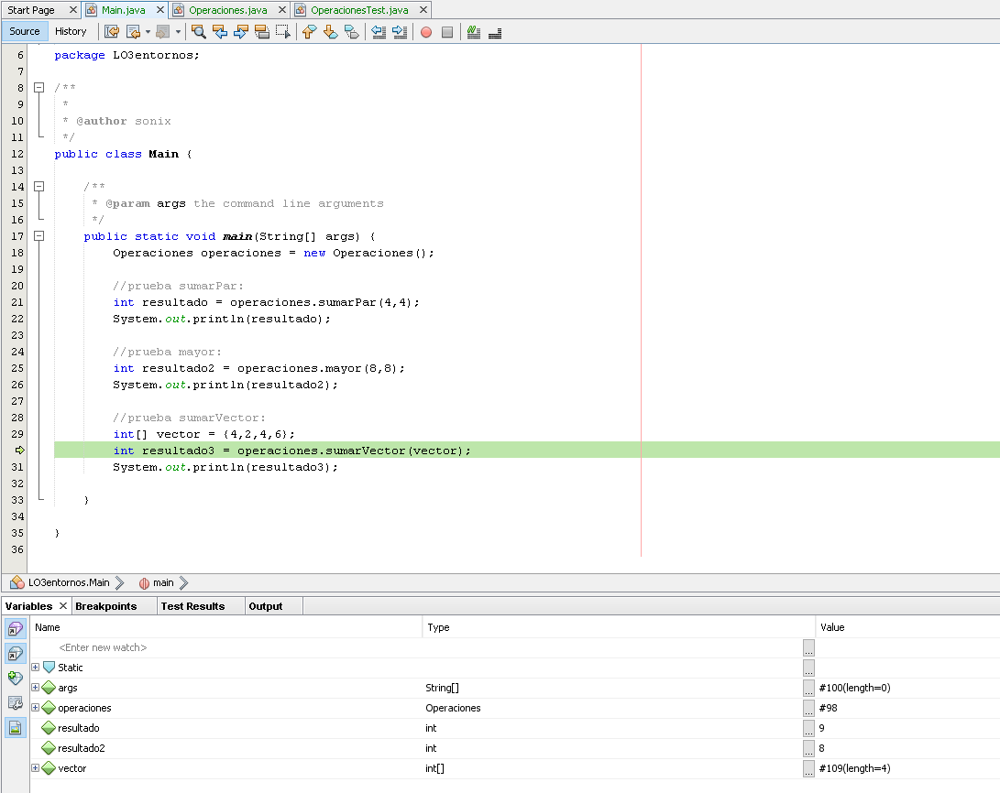 Start Page Main.java Operaciones.java OperacionesTest.java
Source History
6 package LO3entornos;
7
8 /**
9 *
10 * @author sonix
11 */
12 public class Main {
13
14 /**
15 * @param args the command line arguments
16 */
17 public static void main(String[] args) {
18 Operaciones operaciones = new Operaciones();
19
20 //prueba sumarPar:
21 int resultado = operaciones.sumarPar(4,4);
22 System.out.println(resultado);
23
24 //prueba mayor:
25 int resultado2 = operaciones.mayor(8,8);
26 System.out.println(resultado2);
27
28 //prueba sumarVector:
29 int[] vector = {4,2,4,6};
int resultado3 = operaciones.sumarVector(vector);
31 System.out.println(resultado3);
32
33 }
34
35 }
36
LO3entornos.Main main
Variables Breakpoints Test Results Output
Name Type Value
<Enter new watch> ...
Static ...
args String[] ... #100(length=0)
operaciones Operaciones ... #98
resultado int ... 9
resultado2 int ... 8
vector int[] ... #109(length=4)